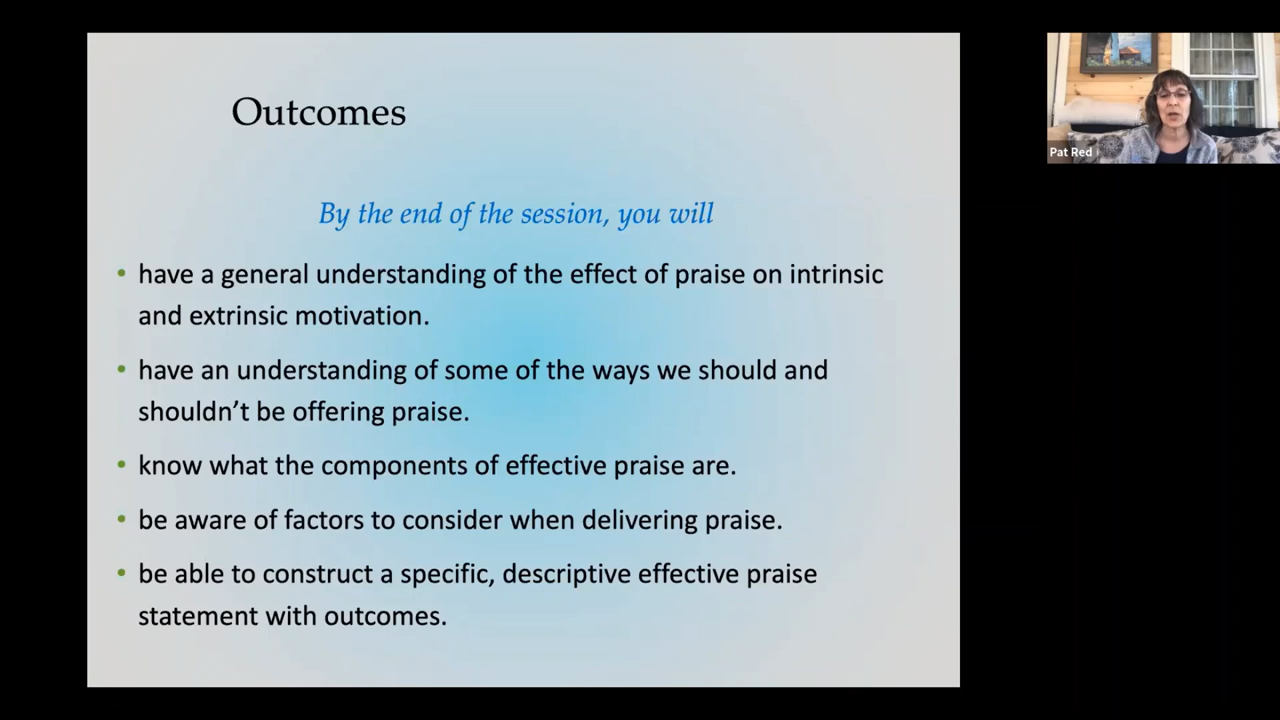 Outcomes
By the end of the session, you will
• have a general understanding of the effect of praise on intrinsic
and extrinsic motivation.
• have an understanding of some of the ways we should and
shouldn’t be offering praise.
• know what the components of effective praise are.
• be aware of factors to consider when delivering praise.
• be able to construct a specific, descriptive effective praise
statement with outcomes.
Pat Red